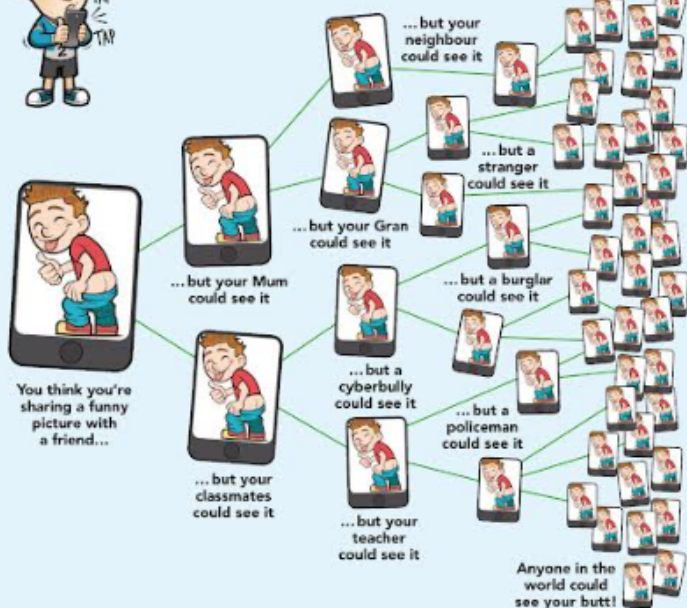 TAP
2
... but your
neighbour
could see it
... but a
stranger
could see it
... but your Gran
could see it
... but your Mum
could see it
... but a burglar
could see it
You think you're
sharing a funny
picture with
a friend...
... but a
cyberbully
could see it
... but a
policeman
could see it
... but your
classmates
could see it
... but your
teacher
could see it
Anyone in the
world could
see your butt!